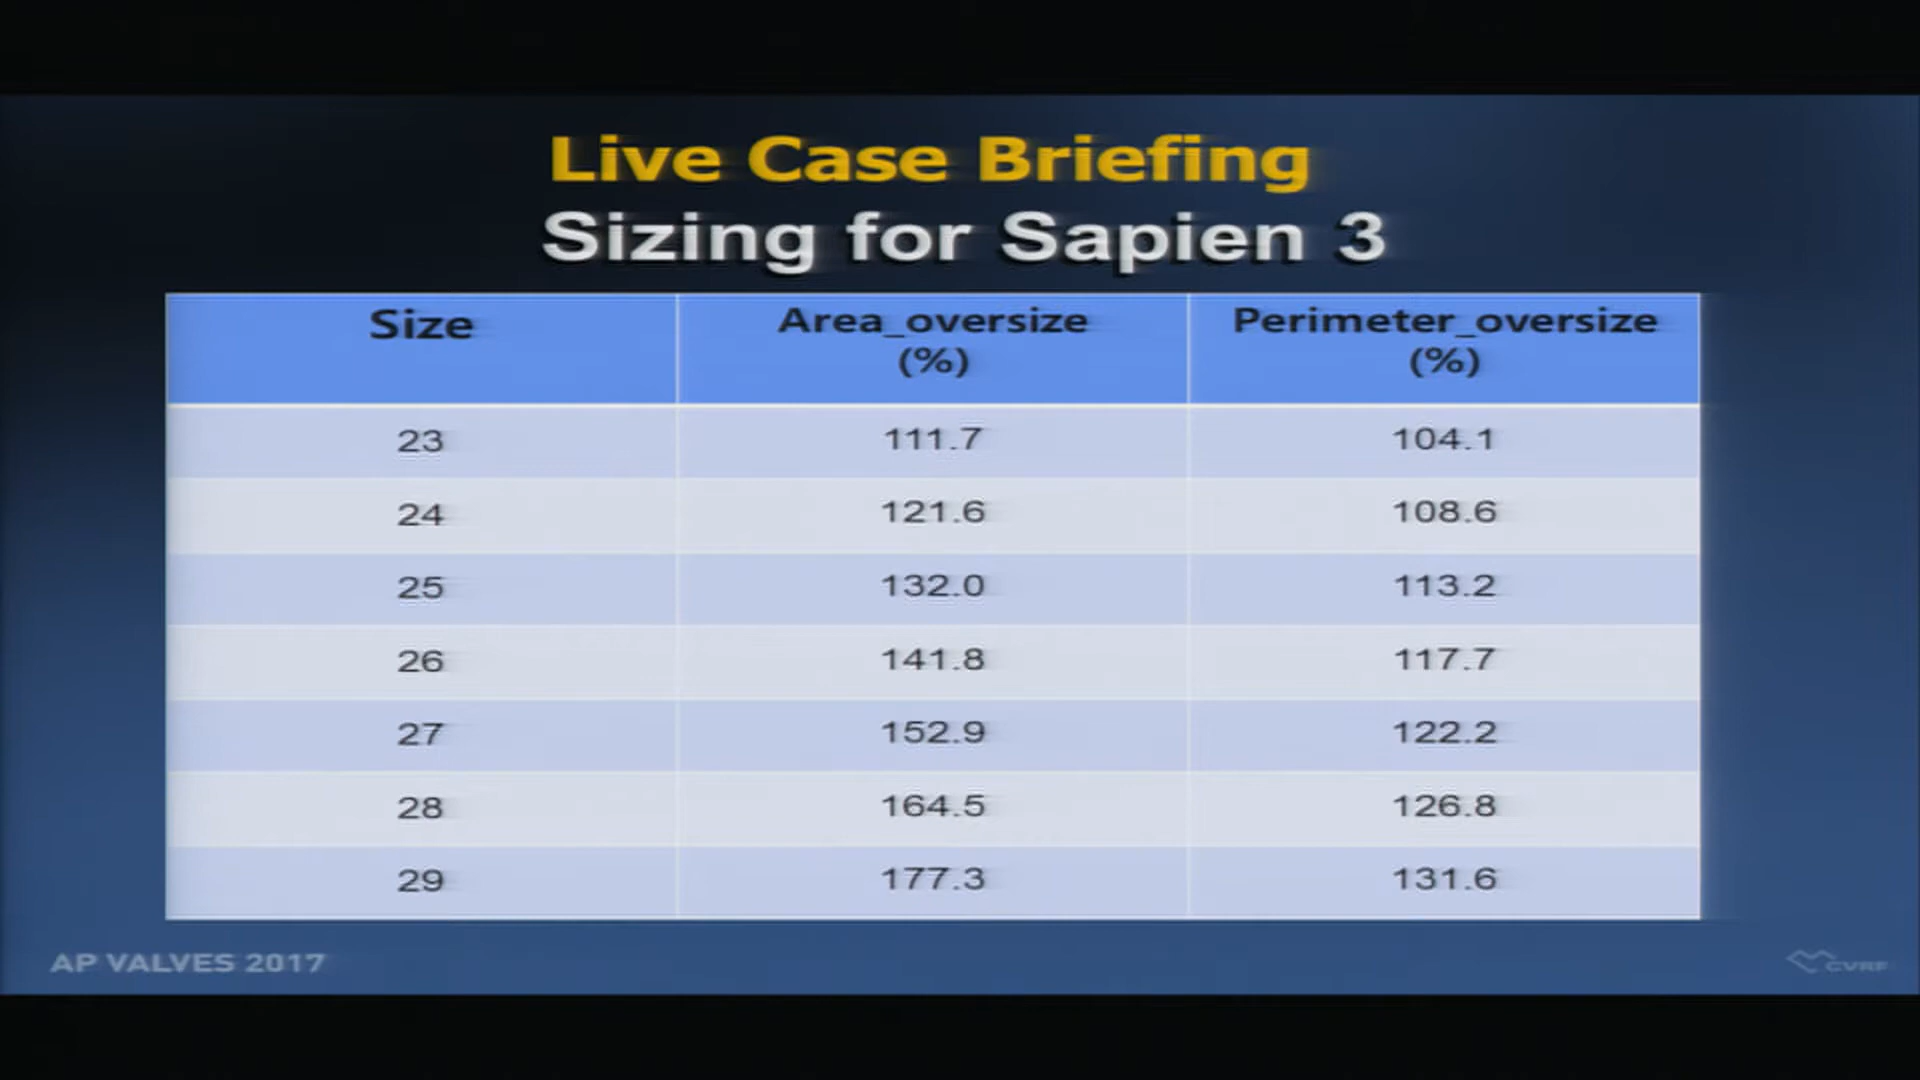 Live Case Briefing
Sizing for Sapien 3
Size Area_oversize (%) Perimeter_oversize (%)
23 111.7 104.1
24 121.6 108.6
25 132.0 113.2
26 141.8 117.7
27 152.9 122.2
28 164.5 126.8
29 177.3 131.6
AP VALVES 2017
CVRF